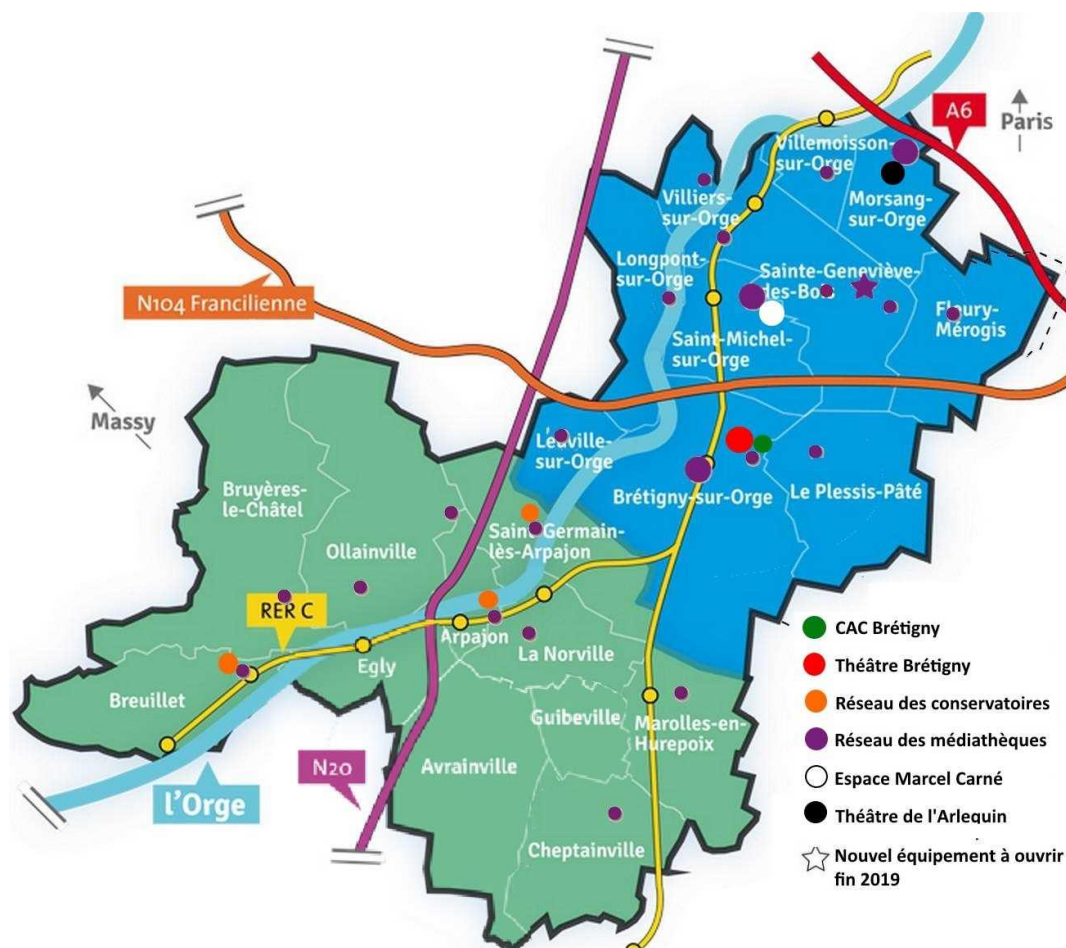 A6
Paris
Villemoisson-
sur-Orge
Morsang-
sur-Orge
Villiers-
sur-Orge
Longpont-
sur-Orge
Sainte-Geneviève-
des-Bois
Fleury-
Mérogis
N104 Francilienne
Saint-Michel-
sur-Orge
Massy
Leuville-
sur-Orge
Brétigny-sur-Orge
Le Plessis-Pâté
Bruyères-
le-Châtel
Ollainville
Saint-Germain-
lès-Arpajon
RER C
Arpajon
La Norville
Egly
Breuillet
Guibeville
Marolles-en-
Hurepoix
N20
Avrainville
l'Orge
Cheptainville
CAC Brétigny
Théâtre Brétigny
Réseau des conservatoires
Réseau des médiathèques
Espace Marcel Carné
Théâtre de l'Arlequin
Nouvel équipement à ouvrir
fin 2019